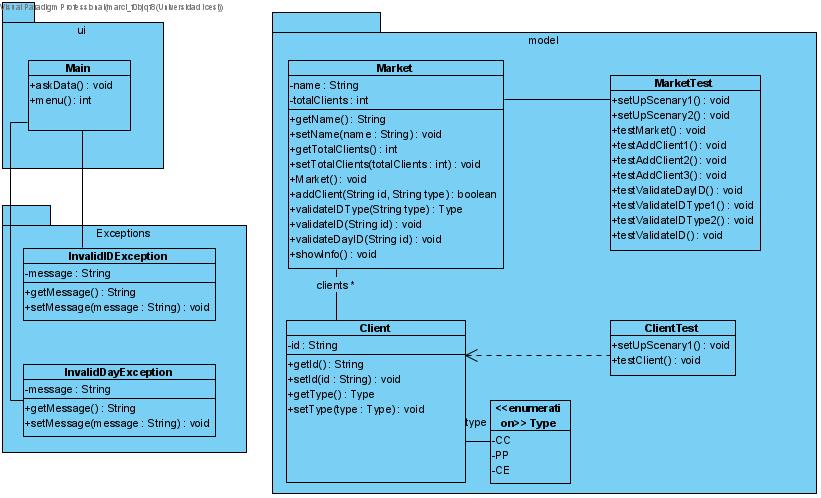 Visual Paradigm Professional(marcl_t0bjqr8(Universidad Icesi))
ui
Main
+askData() : void
+menu() : int
Exceptions
InvalidIDException
-message : String
+getMessage() : String
+setMessage(message : String) : void
InvalidDayException
-message : String
+getMessage() : String
+setMessage(message : String) : void
model
Market
-name : String
-totalClients : int
+getName() : String
+setName(name : String) : void
+getTotalClients() : int
+setTotalClients(totalClients : int) : void
+Market() : void
+addClient(String id, String type) : boolean
+validateIDType(String type) : Type
+validateID(String id) : void
+validateDayID(String id) : void
+showInfo() : void
MarketTest
+setUpScenary1() : void
+setUpScenary2() : void
+testMarket() : void
+testAddClient1() : void
+testAddClient2() : void
+testAddClient3() : void
+testValidateDayID() : void
+testValidateIDType1() : void
+testValidateIDType2() : void
+testValidateID() : void
clients *
Client
-id : String
+getId() : String
+setId(id : String) : void
+getType() : Type
+setType(type : Type) : void
ClientTest
+setUpScenary1() : void
+testClient() : void
type
<<enumerati
on>> Type
-CC
-PP
-CE